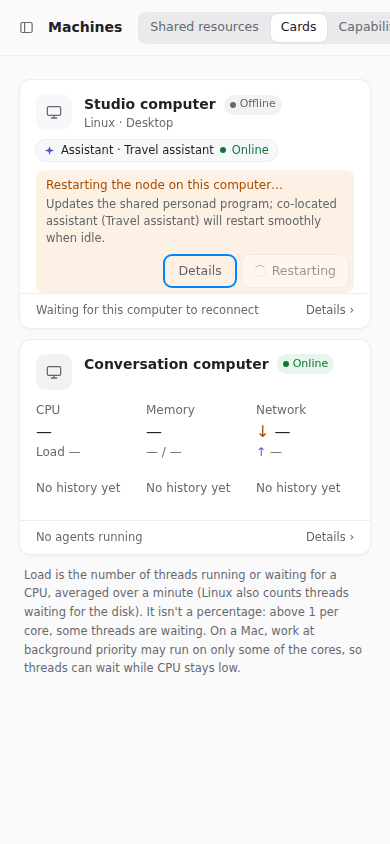 Machines
Shared resources
Cards
Studio computer
Offline
Linux · Desktop
Assistant · Travel assistant
Online
Restarting the node on this computer…
Updates the shared personad program; co-located
assistant (Travel assistant) will restart smoothly
when idle.
Details
Restarting
Waiting for this computer to reconnect
Details ›
Conversation computer
Online
CPU
Memory
Network
—
—
↓ —
Load —
— / —
↑ —
No history yet
No history yet
No history yet
No agents running
Details ›
Load is the number of threads running or waiting for a
CPU, averaged over a minute (Linux also counts threads
waiting for the disk). It isn't a percentage: above 1 per
core, some threads are waiting. On a Mac, work at
background priority may run on only some of the cores, so
threads can wait while CPU stays low.